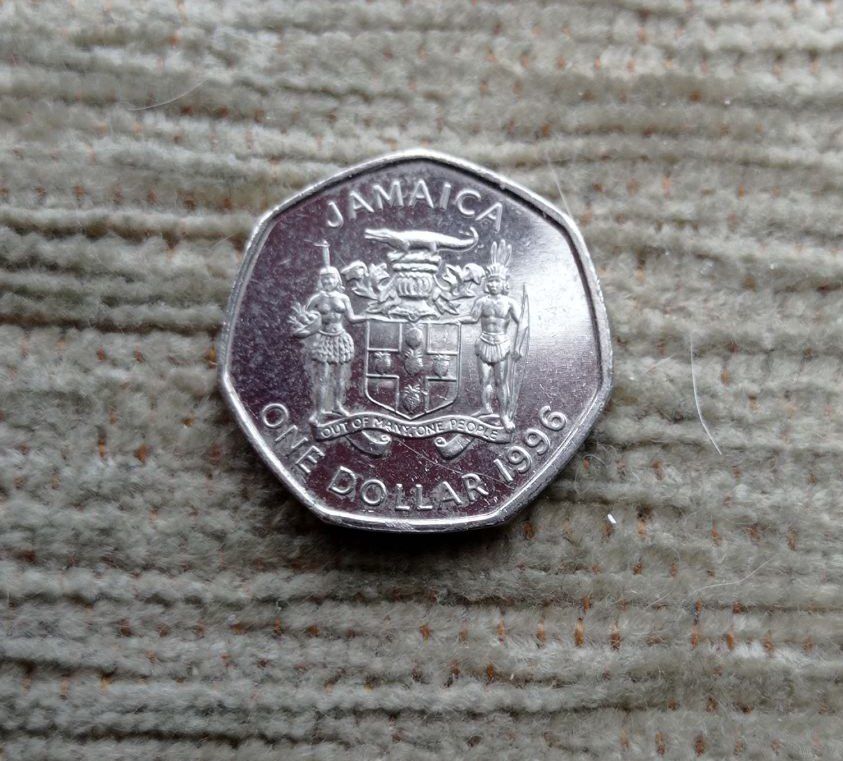 JAMAICA
OUT OF MANY, ONE PEOPLE
ONE DOLLAR 1996